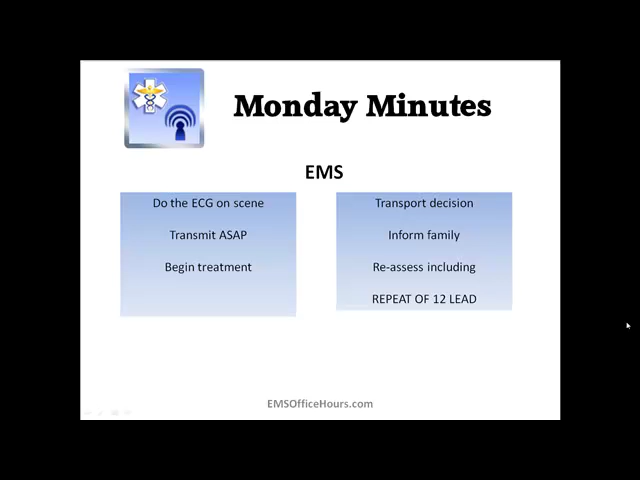 Monday Minutes
EMS
Do the ECG on scene
Transmit ASAP
Begin treatment
Transport decision
Inform family
Re-assess including
REPEAT OF 12 LEAD
EMSOfficeHours.com